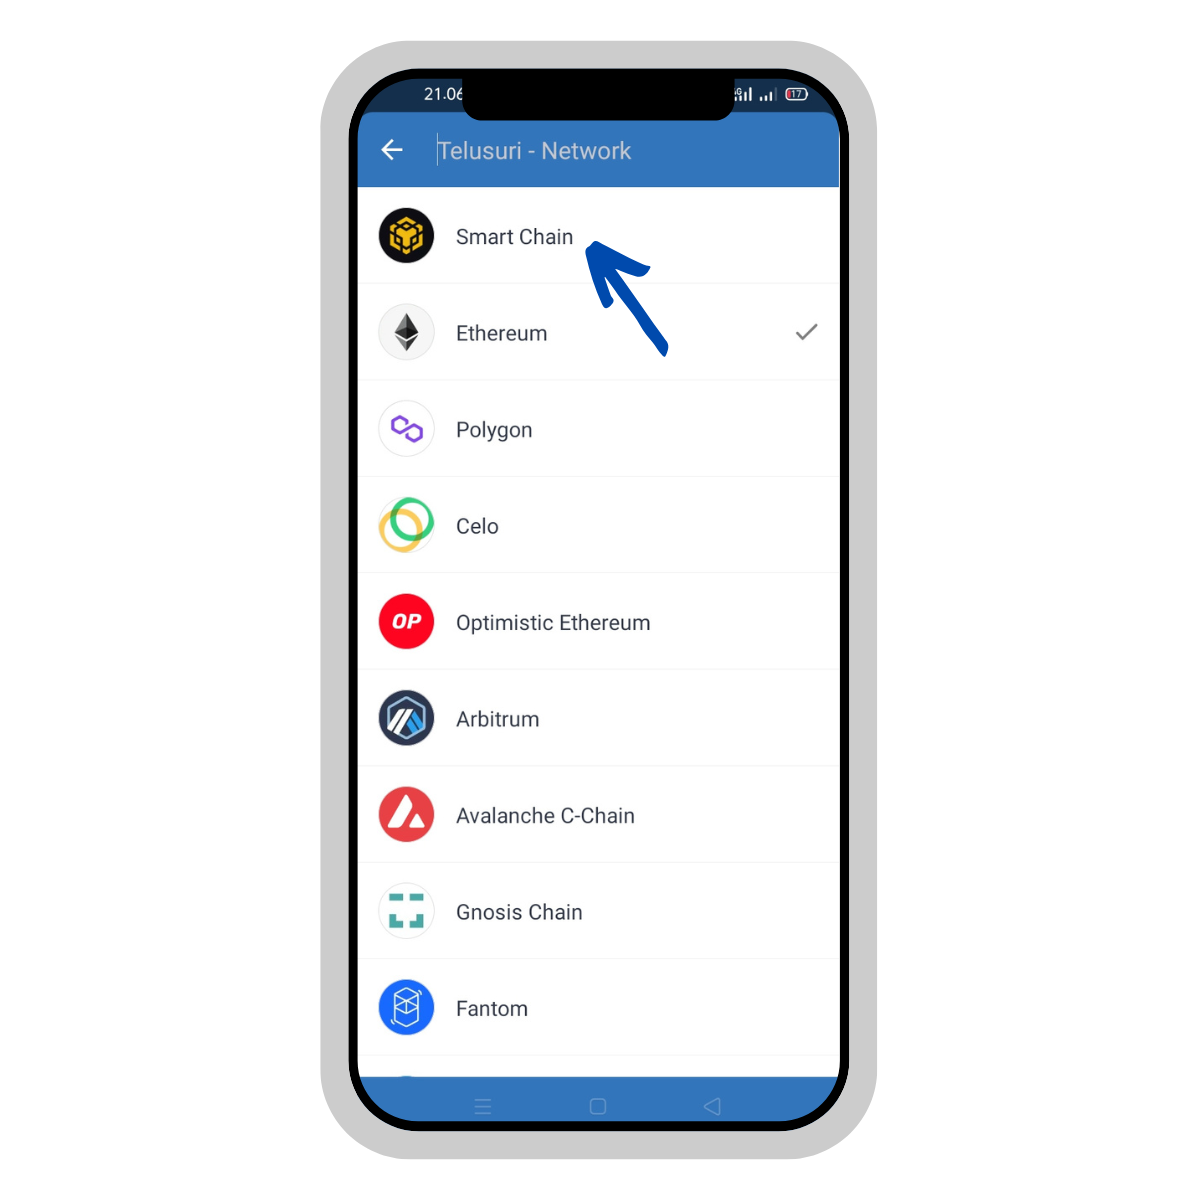 21.06
4G 17
Telusuri - Network
Smart Chain
Ethereum
Polygon
Celo
OP
Optimistic Ethereum
Arbitrum
Avalanche C-Chain
Gnosis Chain
Fantom